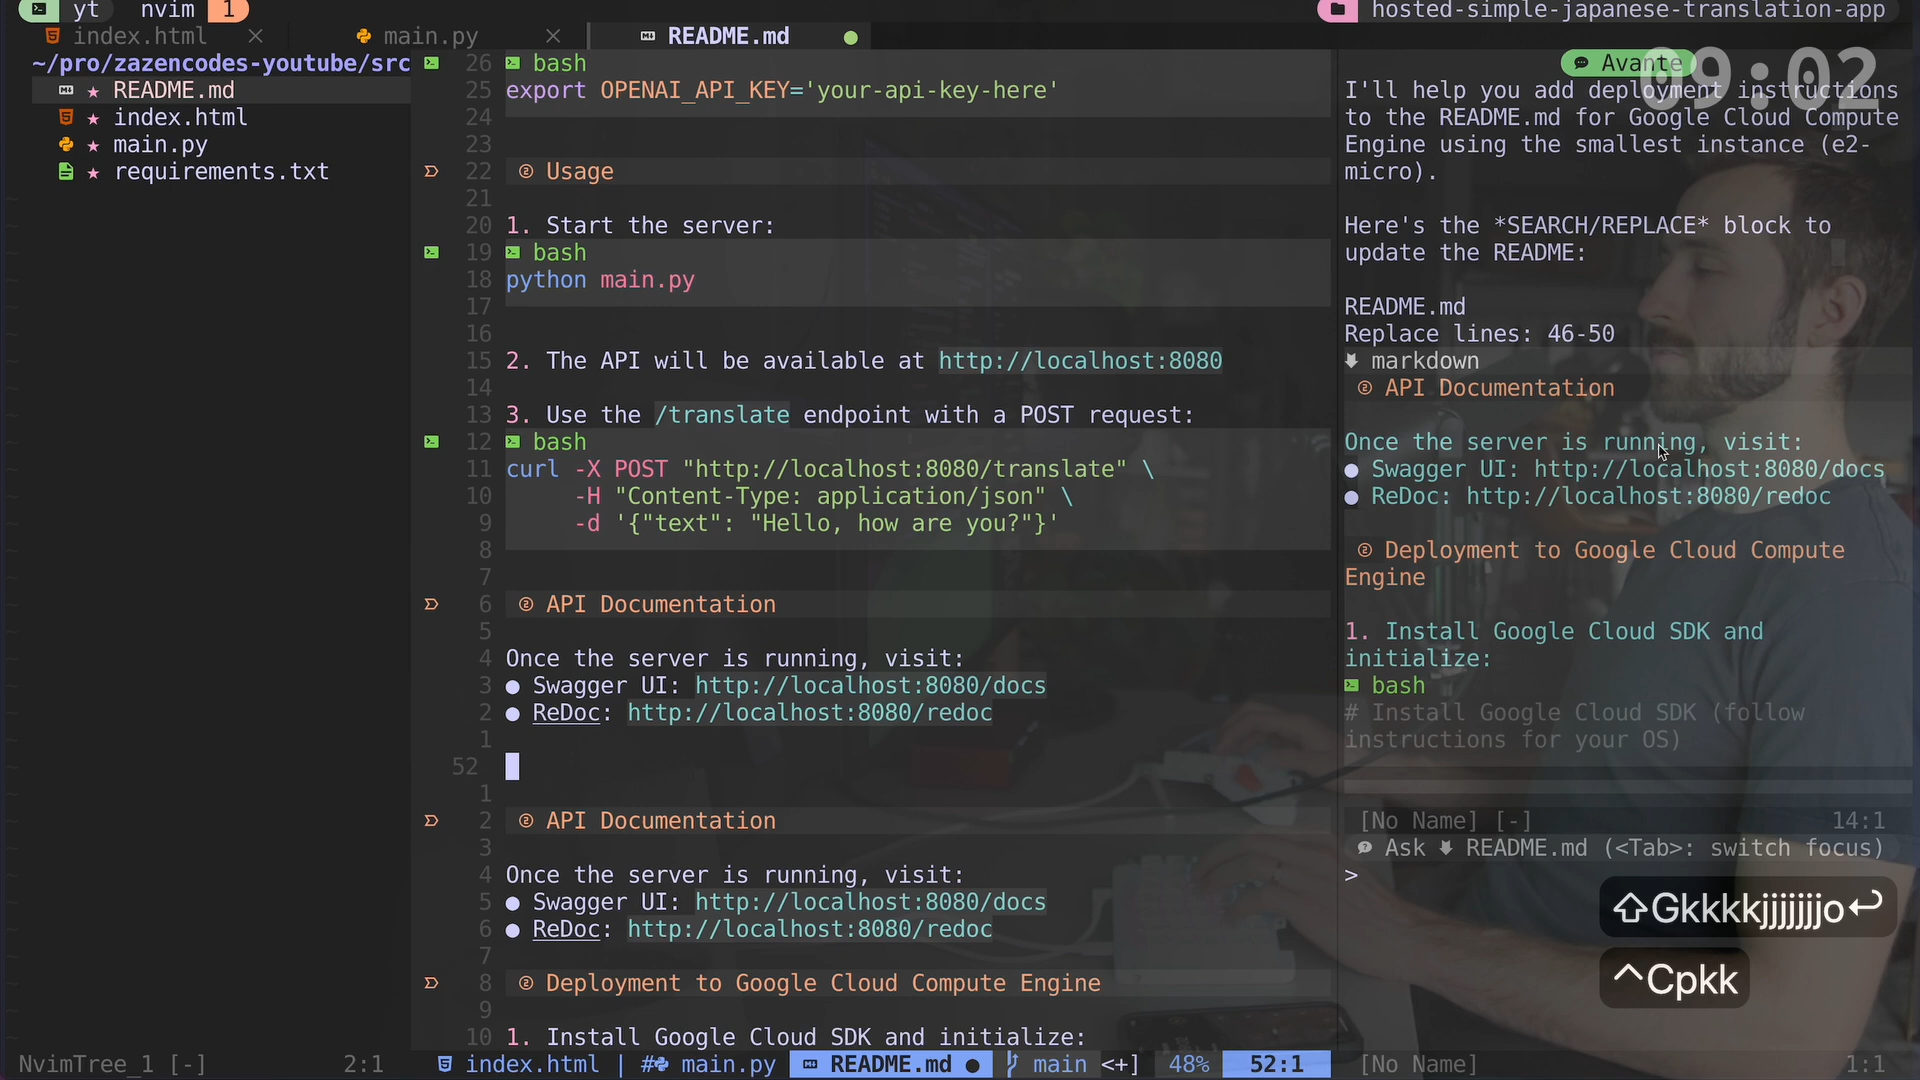 yt nvim 1
hosted-simple-japanese-translation-app
index.html
main.py
README.md
~/pro/zazencodes-youtube/src
README.md
index.html
main.py
requirements.txt
26 bash
25 export OPENAI_API_KEY='your-api-key-here'
24
23
22 ② Usage
21
20 1. Start the server:
19 bash
18 python main.py
17
16
15 2. The API will be available at http://localhost:8080
14
13 3. Use the /translate endpoint with a POST request:
12 bash
11 curl -X POST "http://localhost:8080/translate" \
10 -H "Content-Type: application/json" \
9 -d '{"text": "Hello, how are you?"}'
8
7
6 ② API Documentation
5
4 Once the server is running, visit:
3 ● Swagger UI: http://localhost:8080/docs
2 ● ReDoc: http://localhost:8080/redoc
1
52
1
2 ② API Documentation
3
4 Once the server is running, visit:
5 ● Swagger UI: http://localhost:8080/docs
6 ● ReDoc: http://localhost:8080/redoc
7
8 ② Deployment to Google Cloud Compute Engine
9
10 1. Install Google Cloud SDK and initialize:
Avante
09:02
I'll help you add deployment instructions
to the README.md for Google Cloud Compute
Engine using the smallest instance (e2-
micro).
Here's the *SEARCH/REPLACE* block to
update the README:
README.md
Replace lines: 46-50
markdown
② API Documentation
Once the server is running, visit:
● Swagger UI: http://localhost:8080/docs
● ReDoc: http://localhost:8080/redoc
② Deployment to Google Cloud Compute
Engine
1. Install Google Cloud SDK and
initialize:
bash
# Install Google Cloud SDK (follow
instructions for your OS)
[No Name] [-] 14:1
Ask README.md (<Tab>: switch focus)
>
⇧Gkkkkjjjjjjjo↩
^Cpkk
NvimTree_1 [-] 2:1
index.html | # main.py README.md ● main <+] 48% 52:1
[No Name] 1:1